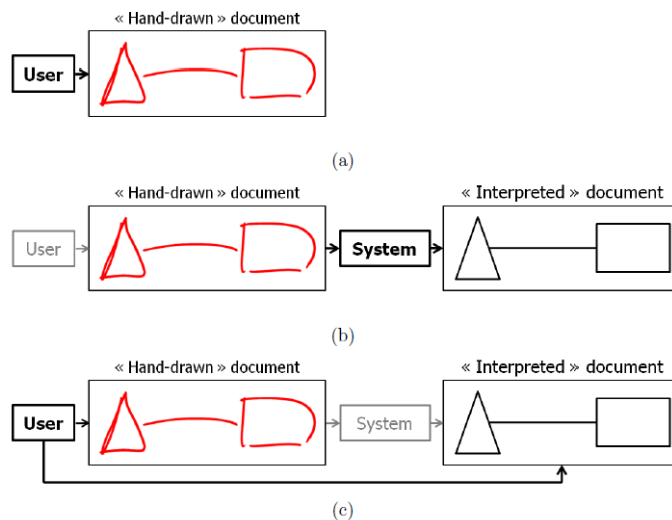 « Hand-drawn » document
User
(a)
« Hand-drawn » document
« Interpreted » document
User
System
(b)
« Hand-drawn » document
« Interpreted » document
User
System
(c)